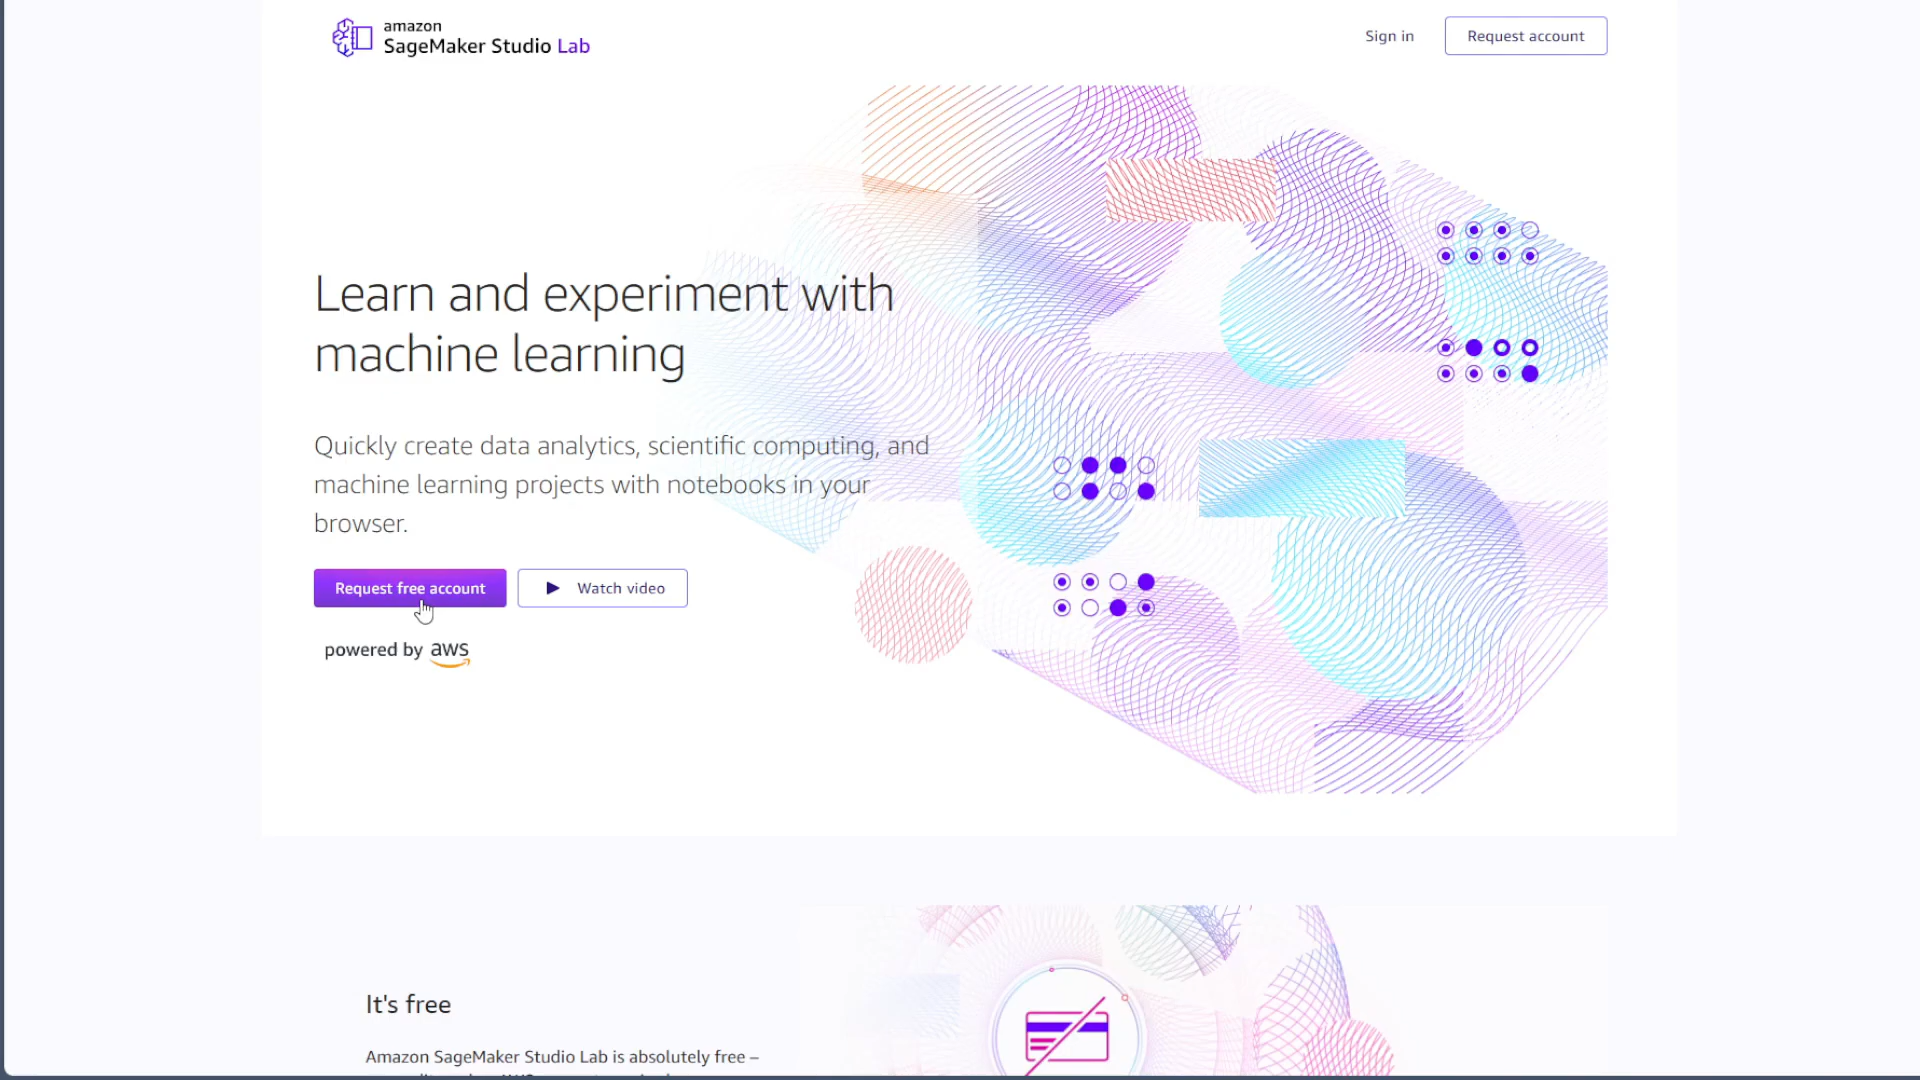 amazon
SageMaker Studio Lab
Sign in
Request account
Learn and experiment with
machine learning
Quickly create data analytics, scientific computing, and
machine learning projects with notebooks in your
browser.
Request free account
Watch video
powered by aws
It's free
Amazon SageMaker Studio Lab is absolutely free –